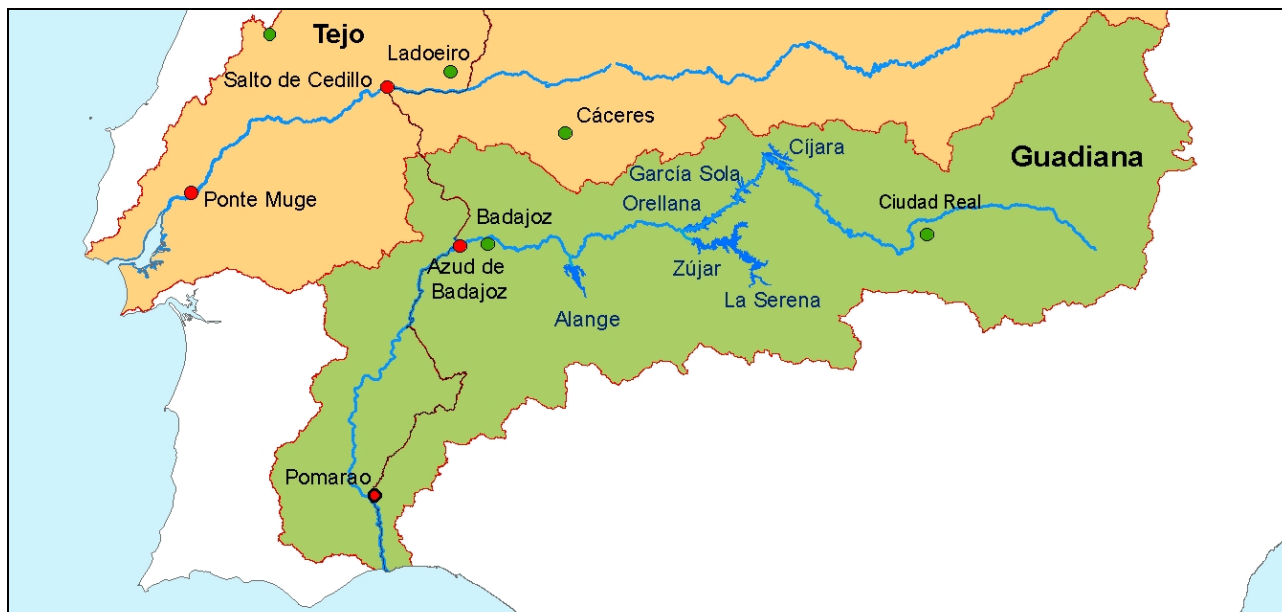 Tejo
Ladoeiro
Salto de Cedillo
Cáceres
Cíjara
Guadiana
García Sola
Ponte Muge
Orellana
Ciudad Real
Badajoz
Azud de
Badajoz
Zújar
La Serena
Alange
Pomarao